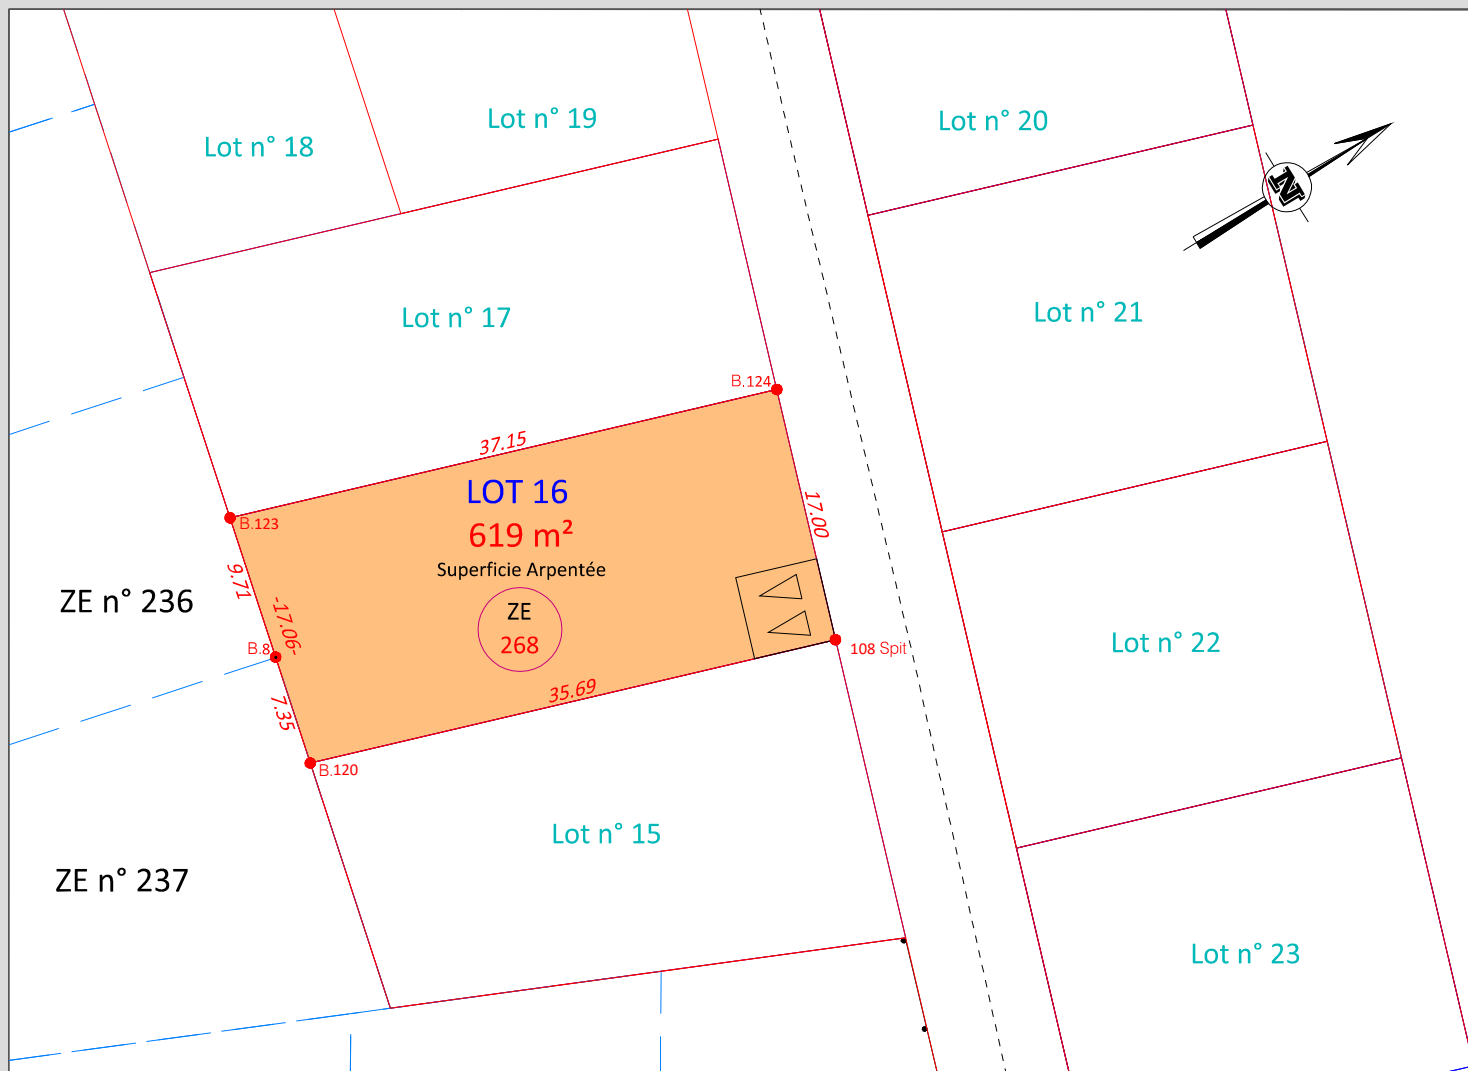 Lot n° 18
Lot n° 19
Lot n° 20
N
Lot n° 17
Lot n° 21
B.124
37.15
LOT 16
619 m²
Superficie Arpentée
ZE
268
17.00
B.123
9.71
-17.06-
ZE n° 236
B.8
7.35
35.69
108 Spit
B.120
Lot n° 22
Lot n° 15
ZE n° 237
Lot n° 23